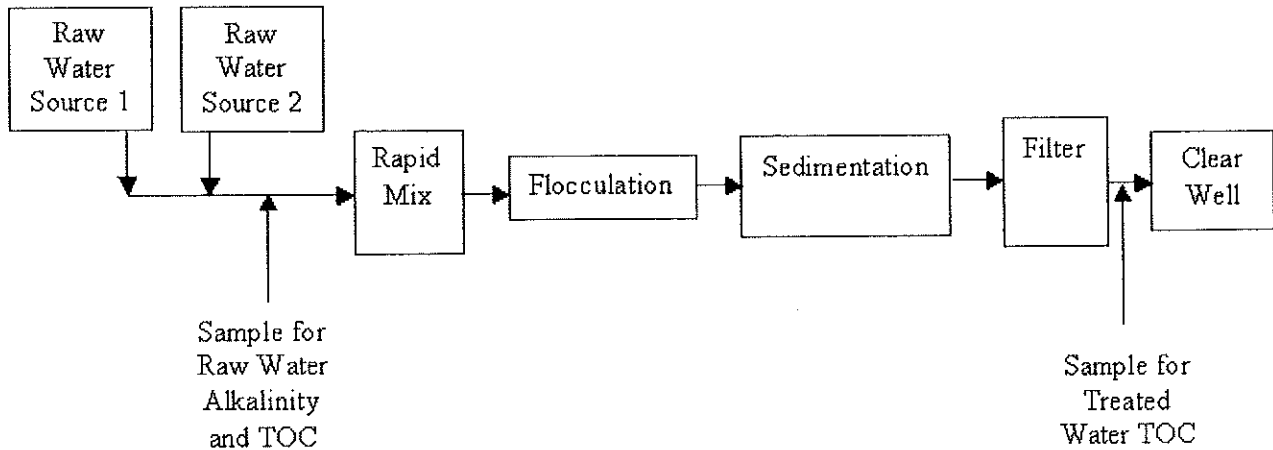 Raw
Water
Source 1
Raw
Water
Source 2
Rapid
Mix
Flocculation
Sedimentation
Filter
Clear
Well
Sample for
Raw Water
Alkalinity
and TOC
Sample for
Treated
Water TOC